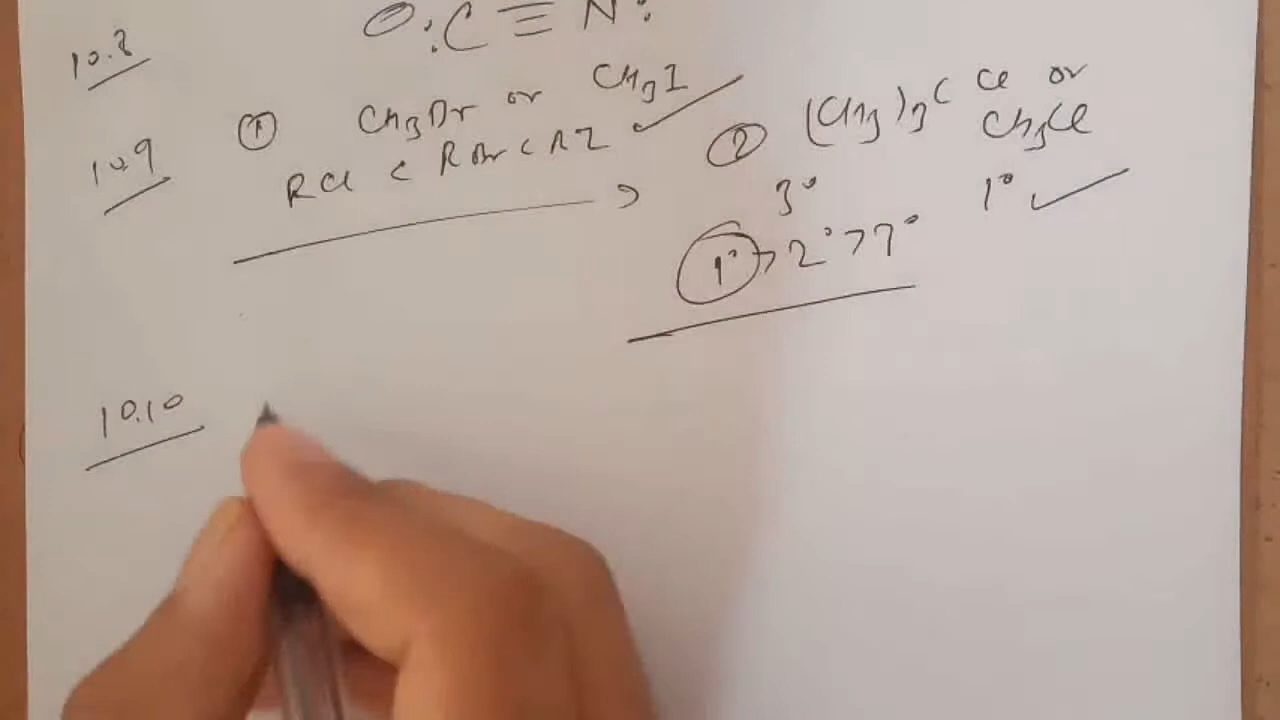 ⊖:C≡N:
10.8
10.9 ① CH3Br or CH3I ✓
RCl < RBr < RI
② (CH3)3C Cl or
CH3Cl
3° 1° ✓
1° > 2° > 3°
10.10